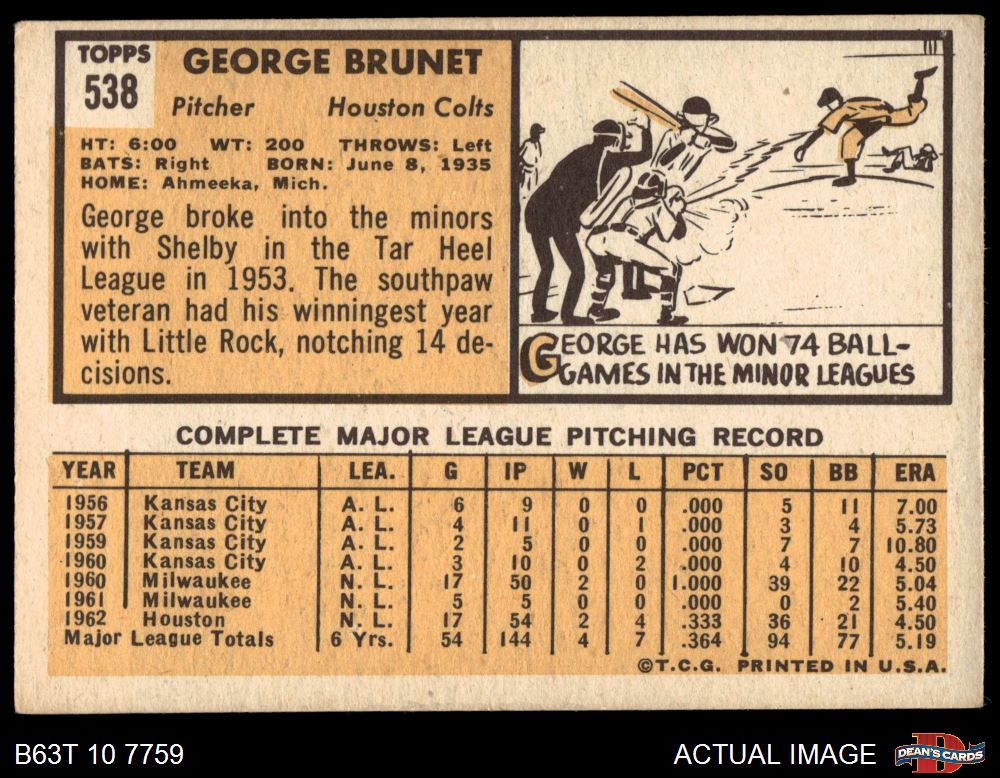 TOPPS
538
GEORGE BRUNET
Pitcher Houston Colts
HT: 6:00 WT: 200 THROWS: Left
BATS: Right BORN: June 8, 1935
HOME: Ahmeeka, Mich.
George broke into the minors
with Shelby in the Tar Heel
League in 1953. The southpaw
veteran had his winningest year
with Little Rock, notching 14 de-
cisions.
GEORGE HAS WON 74 BALL-
GAMES IN THE MINOR LEAGUES
COMPLETE MAJOR LEAGUE PITCHING RECORD
YEAR TEAM LEA. G IP W L PCT SO BB ERA
1956 Kansas City A. L. 6 9 0 0 .000 5 11 7.00
1957 Kansas City A. L. 4 11 0 1 .000 3 4 5.73
1959 Kansas City A. L. 2 5 0 0 .000 7 7 10.80
1960 Kansas City A. L. 3 10 0 2 .000 4 10 4.50
1960 Milwaukee N. L. 17 50 2 0 1.000 39 22 5.04
1961 Milwaukee N. L. 5 5 0 0 .000 0 2 5.40
1962 Houston N. L. 17 54 2 4 .333 36 21 4.50
Major League Totals 6 Yrs. 54 144 4 7 .364 94 77 5.19
©T.C.G. PRINTED IN U.S.A.
B63T 10 7759
ACTUAL IMAGE
DEAN'S CARDS